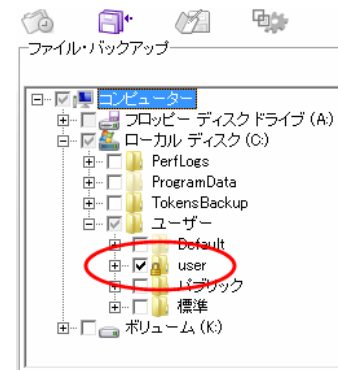 ファイル・バックアップ
コンピューター
フロッピー ディスク ドライブ (A:)
ローカル ディスク (C:)
PerfLogs
ProgramData
TokensBackup
ユーザー
Default
user
パブリック
標準
ボリューム (K:)